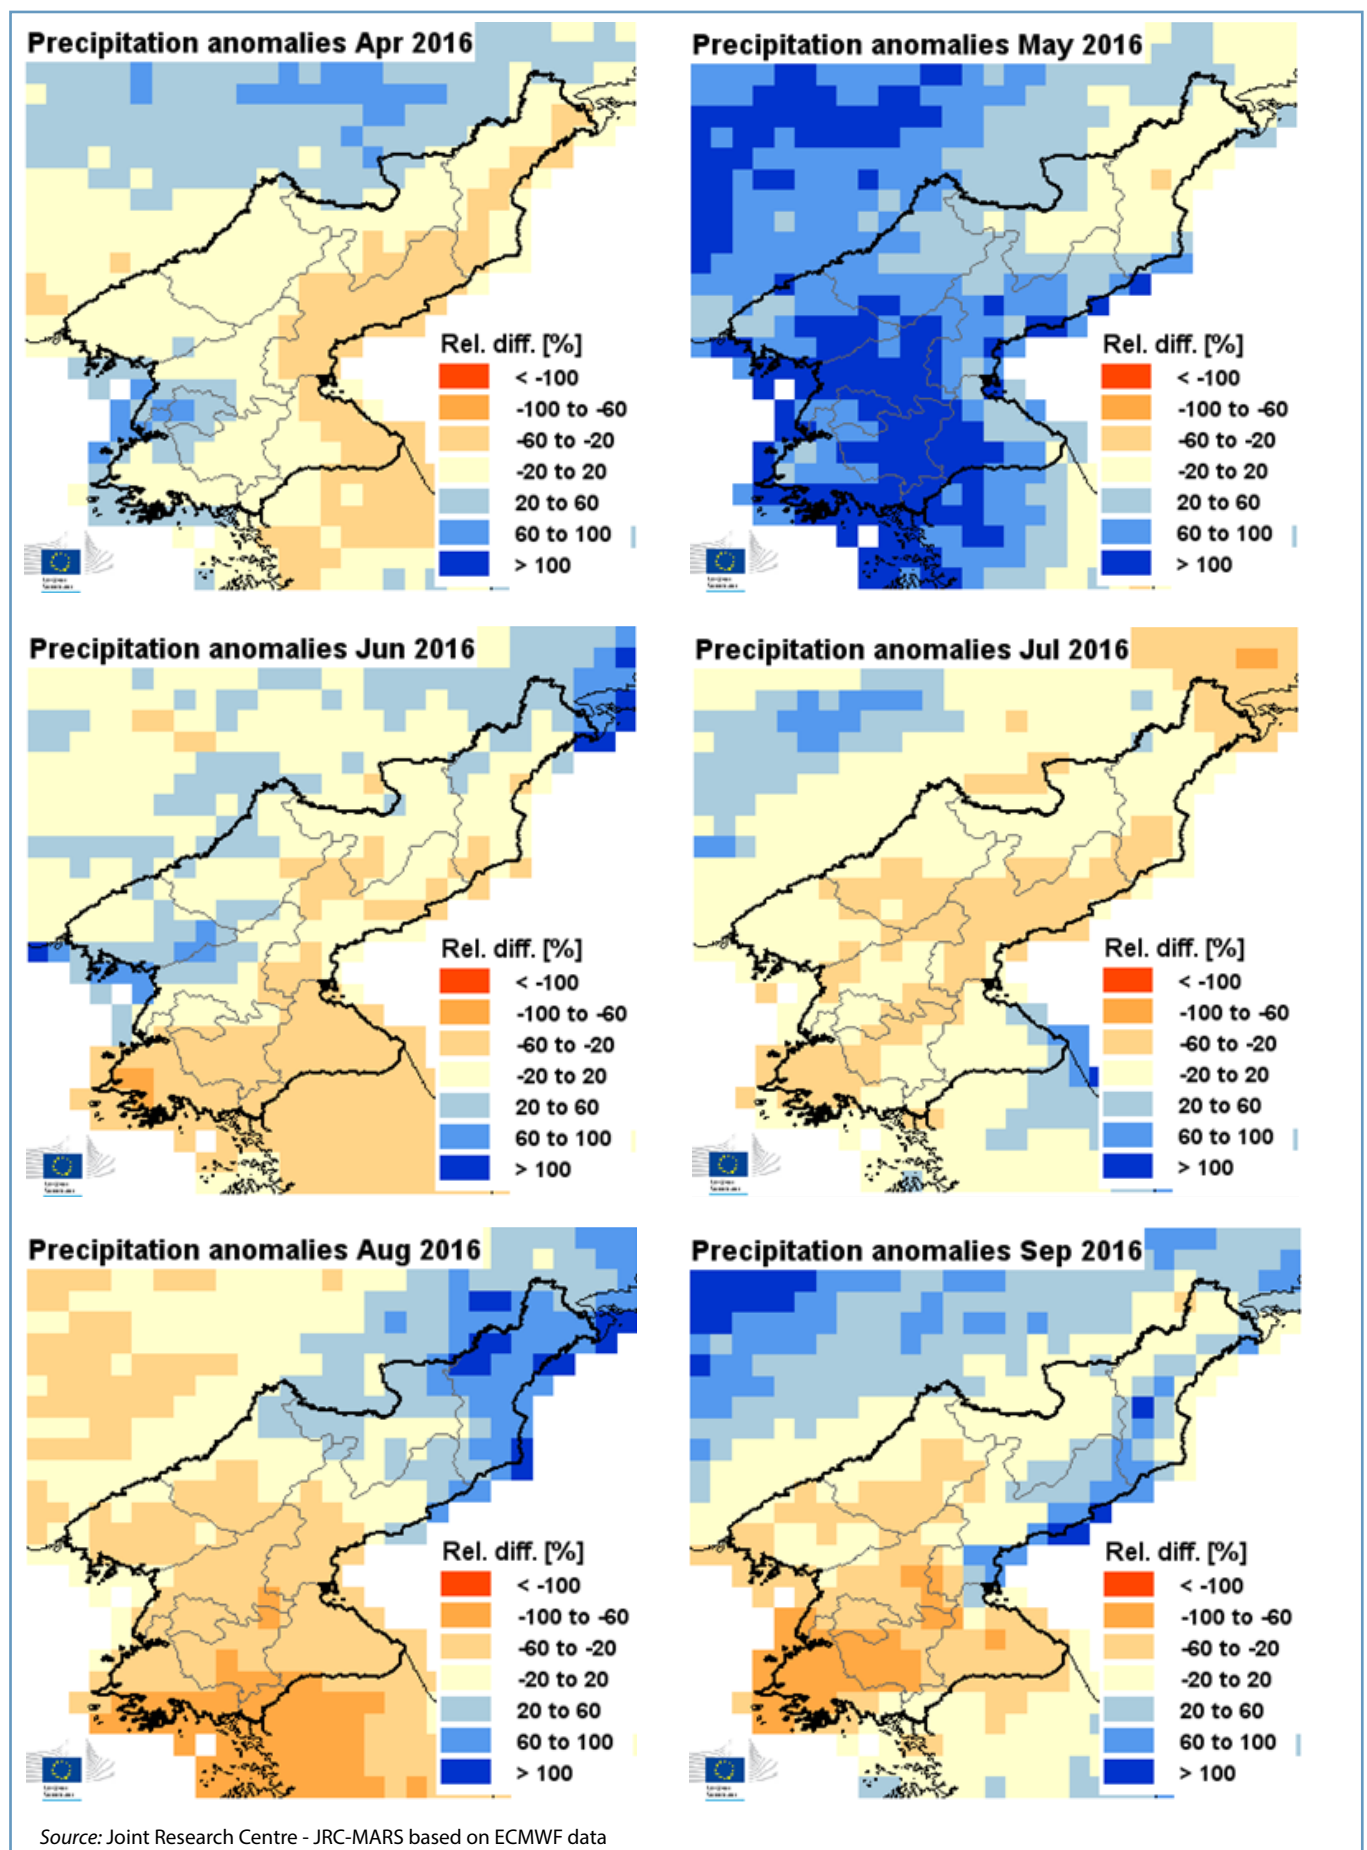 Precipitation anomalies Apr 2016
Rel. diff. [%]
< -100
-100 to -60
-60 to -20
-20 to 20
20 to 60
60 to 100
> 100
Precipitation anomalies May 2016
Rel. diff. [%]
< -100
-100 to -60
-60 to -20
-20 to 20
20 to 60
60 to 100
> 100
Precipitation anomalies Jun 2016
Rel. diff. [%]
< -100
-100 to -60
-60 to -20
-20 to 20
20 to 60
60 to 100
> 100
Precipitation anomalies Jul 2016
Rel. diff. [%]
< -100
-100 to -60
-60 to -20
-20 to 20
20 to 60
60 to 100
> 100
Precipitation anomalies Aug 2016
Rel. diff. [%]
< -100
-100 to -60
-60 to -20
-20 to 20
20 to 60
60 to 100
> 100
Precipitation anomalies Sep 2016
Rel. diff. [%]
< -100
-100 to -60
-60 to -20
-20 to 20
20 to 60
60 to 100
> 100
Source: Joint Research Centre - JRC-MARS based on ECMWF data